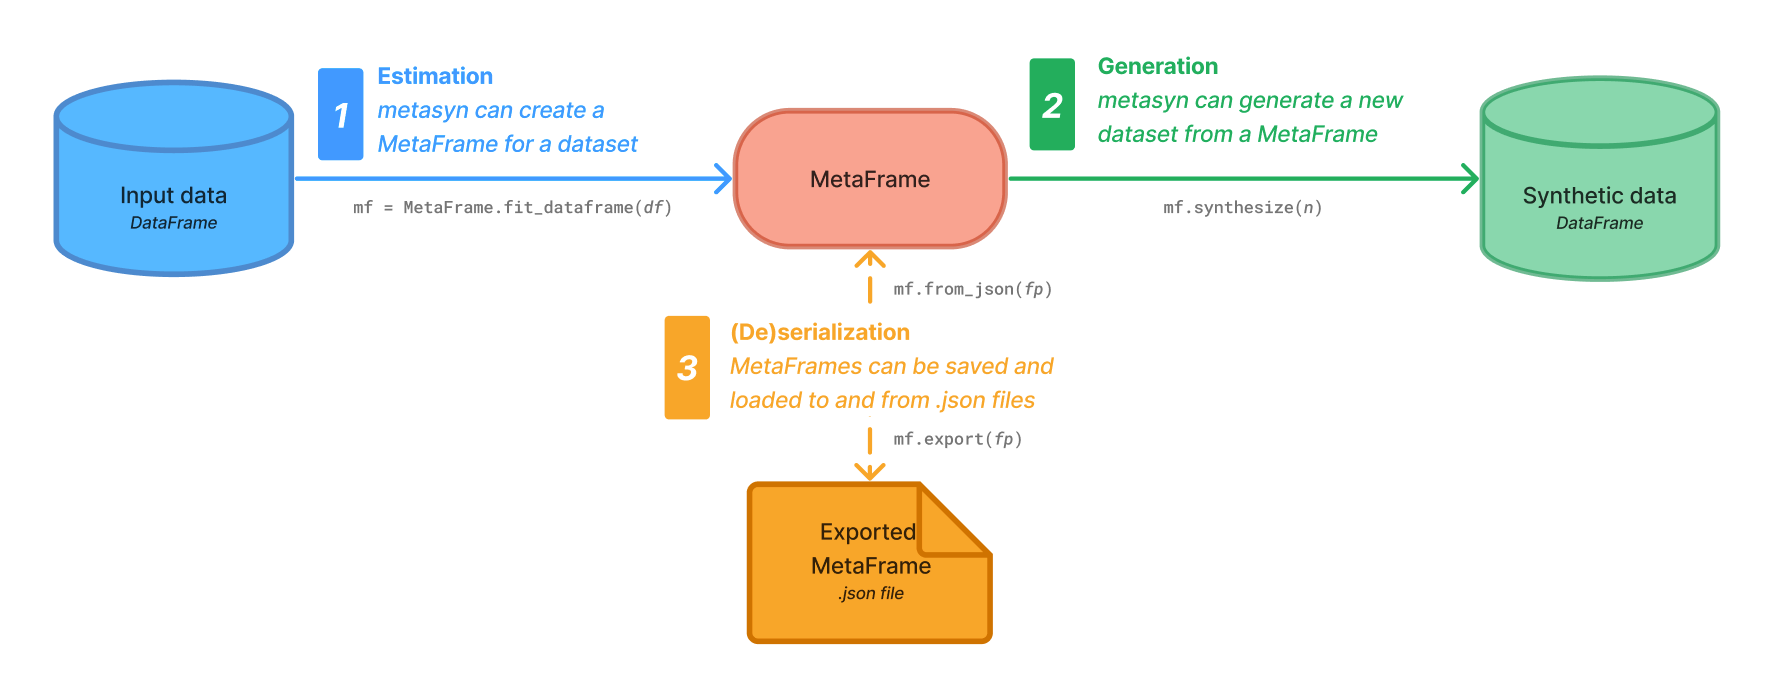 Input data
DataFrame
1
Estimation
metasyn can create a
MetaFrame for a dataset
mf = MetaFrame.fit_dataframe(df)
MetaFrame
2
Generation
metasyn can generate a new
dataset from a MetaFrame
mf.synthesize(n)
Synthetic data
DataFrame
mf.from_json(fp)
3
(De)serialization
MetaFrames can be saved and
loaded to and from .json files
mf.export(fp)
Exported
MetaFrame
.json file